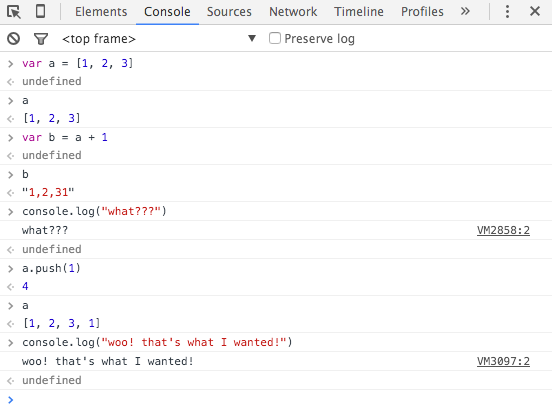 Elements Console Sources Network Timeline Profiles »
<top frame> ▼ Preserve log
> var a = [1, 2, 3]
<· undefined
> a
<· [1, 2, 3]
> var b = a + 1
<· undefined
> b
<· "1,2,31"
> console.log("what???")
what??? VM2858:2
<· undefined
> a.push(1)
<· 4
> a
<· [1, 2, 3, 1]
> console.log("woo! that's what I wanted!")
woo! that's what I wanted! VM3097:2
<· undefined
>